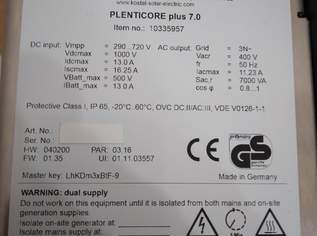 www.kostal-solar-electric.com
PLENTICORE plus 7.0
Item no.: 10335957
DC input: Vmpp = 290...720 V AC output: Grid 3N~
Vdcmax = 1000 V Vacr = 400 V
Idcmax = 13.0 A fr = 50 Hz
Iscmax = 16.25 A Iacmax = 11.23 A
VBatt_max = 500 V Sac,r = 7000 VA
IBatt_max = 13.0 A cos φ = 0.8...1
Protective Class I, IP 65, -20°C..60°C, OVC DC:II/AC:III, VDE V0126-1-1
Art. No.:
Ser. No.:
HW: 040200 PAR: 03.16
FW: 01.35 UI: 01.11.03557
CE
GS
Master key: LhKDm3xBtF-9 Made in Germany
WARNING: dual supply
Do not work on this equipment until it is isolated from both mains and on-site
generation supplies.
Isolate on-site generator at
Isolate mains supply at